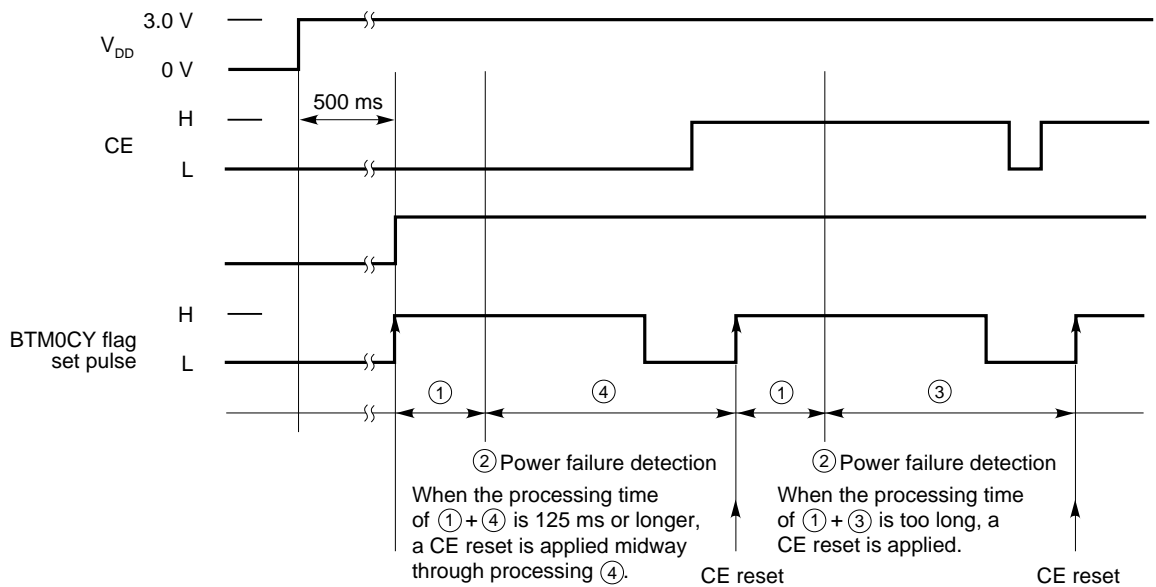 3.0 V
V_DD
0 V
500 ms
H
CE
L
H
BTM0CY flag
set pulse
L
① ④ ① ③
② Power failure detection
When the processing time
of ① + ④ is 125 ms or longer,
a CE reset is applied midway
through processing ④.
② Power failure detection
When the processing time
of ① + ③ is too long, a
CE reset is applied.
CE reset
CE reset